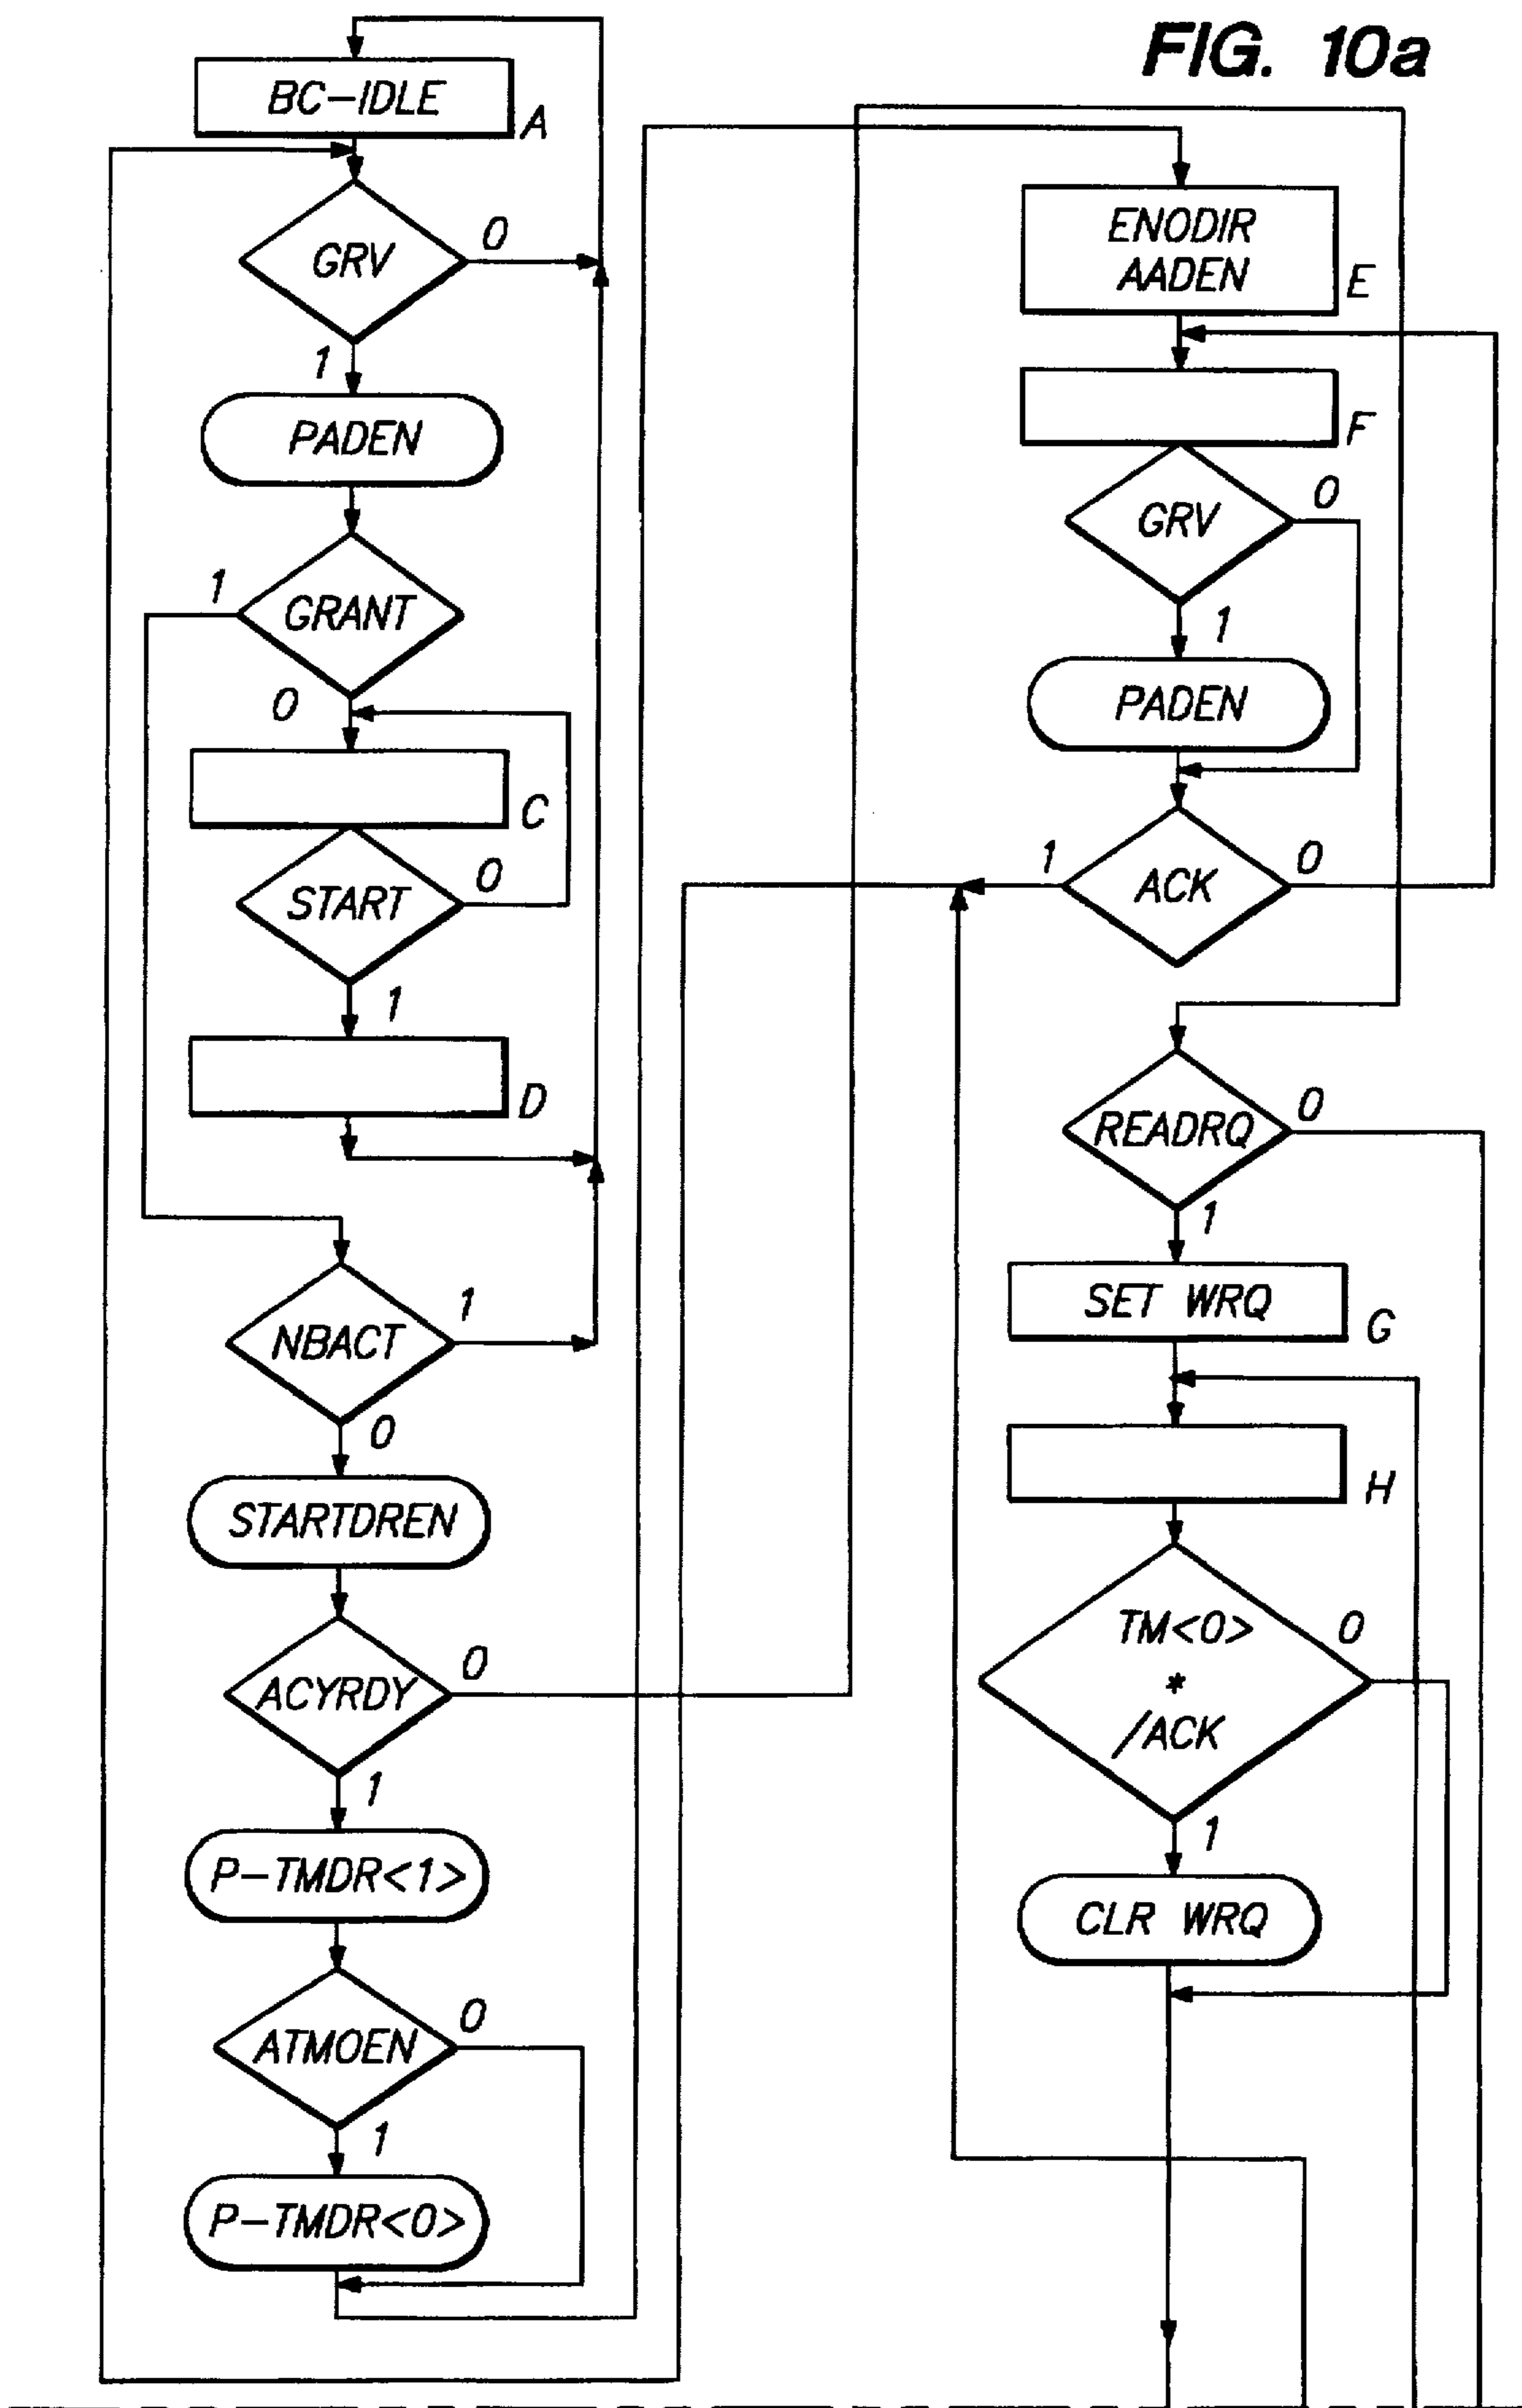 FIG. 10a
BC-IDLE
A
GRV
0
1
PADEN
GRANT
1
0
C
START
0
1
D
NBACT
1
0
STARTDREN
ACYRDY
0
1
P-TMDR<1>
ATMOEN
0
1
P-TMDR<0>
ENODIR
AADEN
E
F
GRV
0
1
PADEN
ACK
1
0
READRQ
0
1
SET WRQ
G
H
TM<0>
*
/ACK
0
1
CLR WRQ